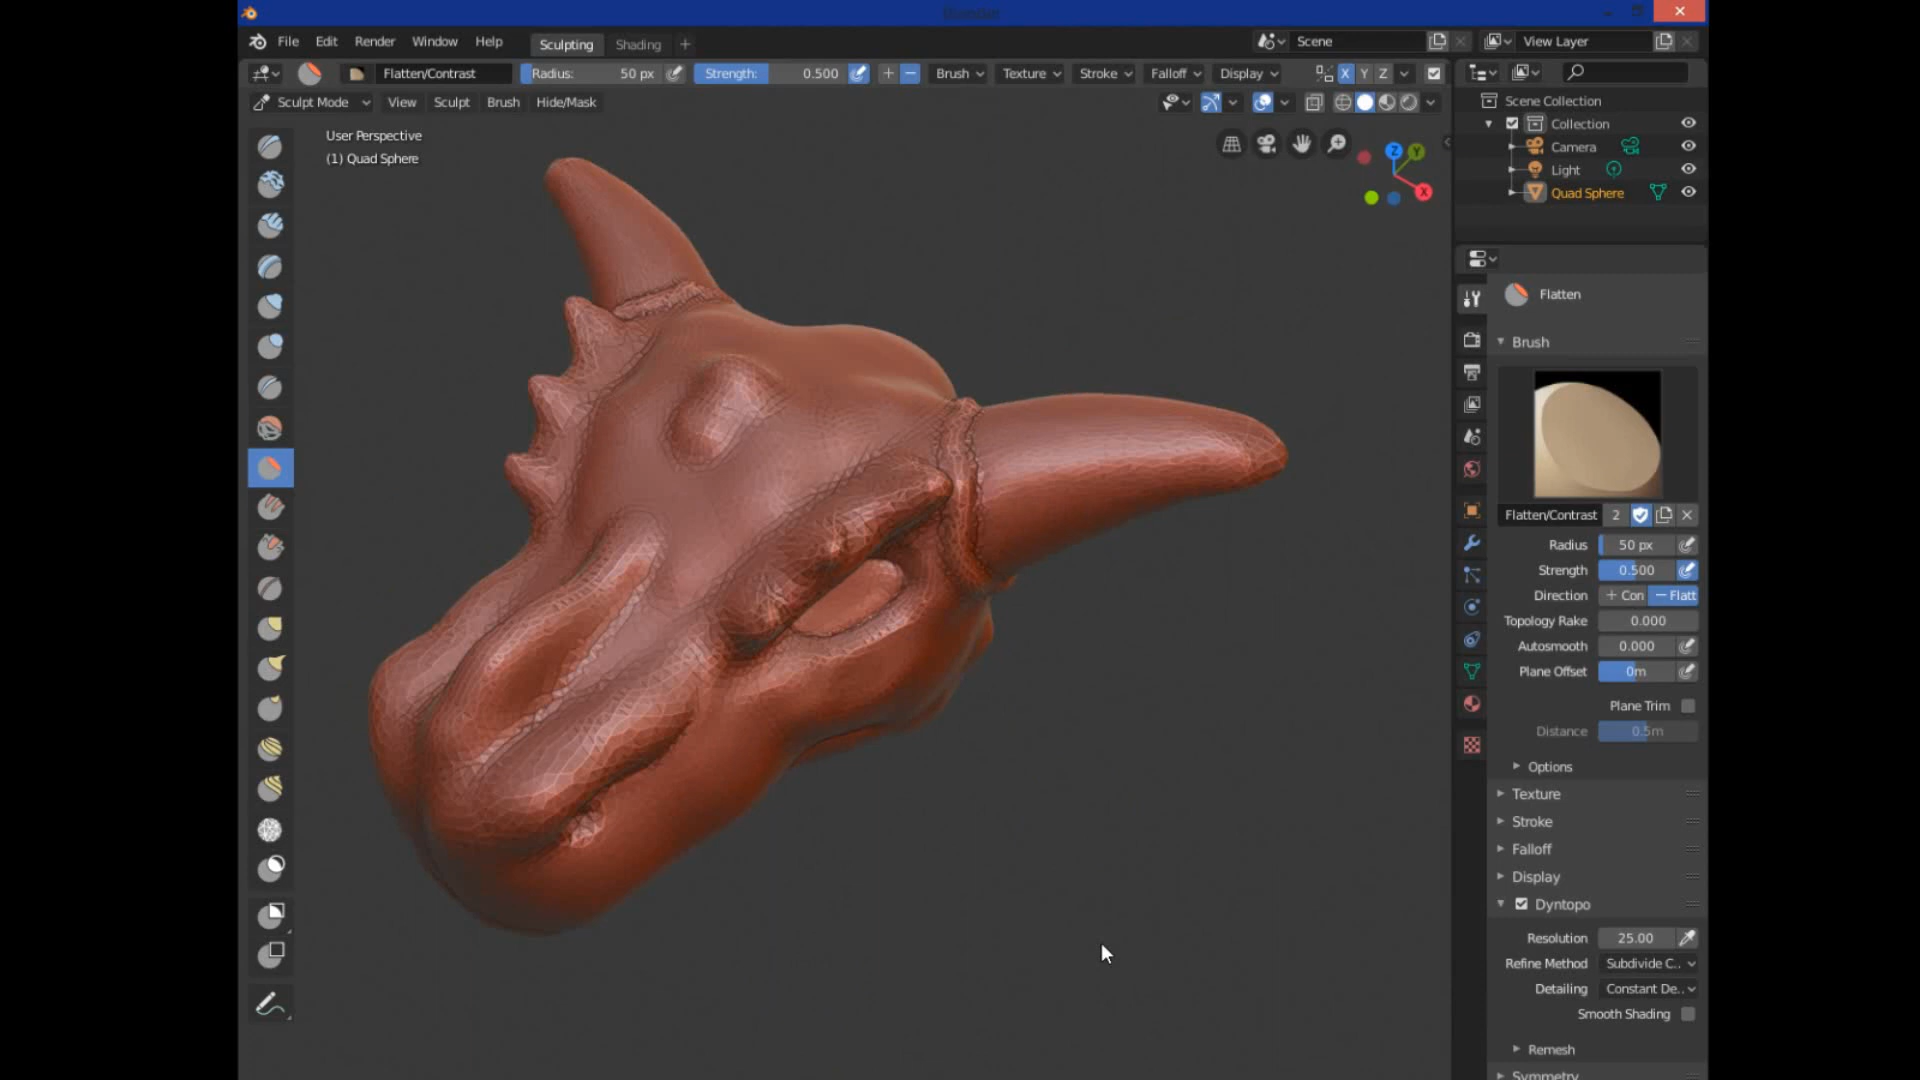 Blender
File Edit Render Window Help Sculpting Shading + Scene View Layer
Flatten/Contrast Radius: 50 px Strength: 0.500 Brush Texture Stroke Falloff Display X Y Z
Sculpt Mode View Sculpt Brush Hide/Mask
User Perspective
(1) Quad Sphere
Z Y
X
Scene Collection
Collection
Camera
Light
Quad Sphere
Flatten
Brush
Flatten/Contrast 2
Radius 50 px
Strength 0.500
Direction + Con − Flatt
Topology Rake 0.000
Autosmooth 0.000
Plane Offset 0m
Plane Trim
Distance 0.5m
Options
Texture
Stroke
Falloff
Display
Dyntopo
Resolution 25.00
Refine Method Subdivide C..
Detailing Constant De..
Smooth Shading
Remesh
Symmetry